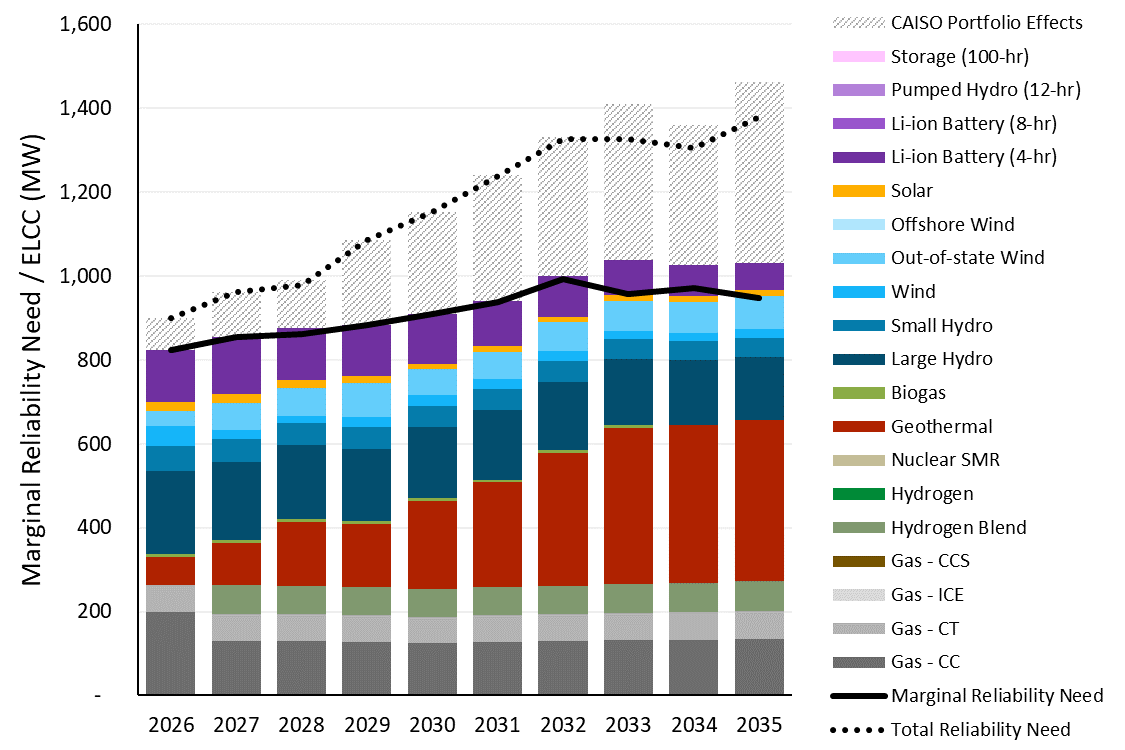 Marginal Reliability Need / ELCC (MW)
1,600
1,400
1,200
1,000
800
600
400
200
-
2026 2027 2028 2029 2030 2031 2032 2033 2034 2035
CAISO Portfolio Effects
Storage (100-hr)
Pumped Hydro (12-hr)
Li-ion Battery (8-hr)
Li-ion Battery (4-hr)
Solar
Offshore Wind
Out-of-state Wind
Wind
Small Hydro
Large Hydro
Biogas
Geothermal
Nuclear SMR
Hydrogen
Hydrogen Blend
Gas - CCS
Gas - ICE
Gas - CT
Gas - CC
Marginal Reliability Need
Total Reliability Need